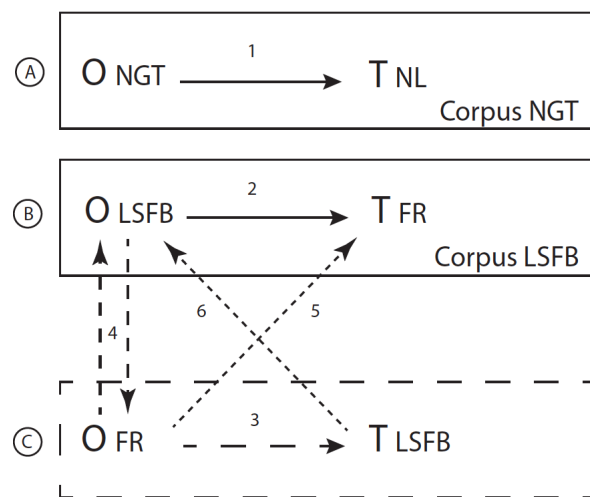 1
A O NGT T NL
Corpus NGT
2
B O LSFB T FR
Corpus LSFB
6 5
4
3
C O FR T LSFB